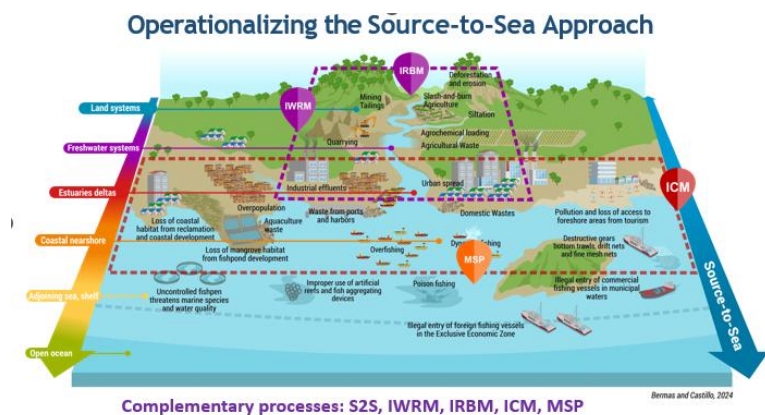 Operationalizing the Source-to-Sea Approach
IRBM
Deforestation
and erosion
IWRM
Mining
Tailings
Slash-and-burn
Agriculture
Land systems
Siltation
Agrochemical loading
Quarrying
Agricultural Waste
Freshwater systems
Industrial effluents
Urban spread
ICM
Estuaries deltas
Overpopulation
Waste from ports
and harbors
Domestic Wastes
Pollution and loss of access to
foreshore areas from tourism
Loss of coastal
habitat from reclamation
and coastal development
Aquaculture
waste
Loss of mangrove habitat
from fishpond development
Coastal nearshore
Overfishing
fishing
MSP
Destructive gears
bottom trawls, drift nets
and fine mesh nets
Source-to-Sea
Adjoining sea, shelf
Uncontrolled fishpen
threatens marine species
and water quality
Improper use of artificial
reefs and fish aggregating
devices
Poison fishing
Illegal entry of commercial
fishing vessels in municipal
waters
Illegal entry of foreign fishing vessels
in the Exclusive Economic Zone
Open ocean
Bermas and Castillo, 2024
Complementary processes: S2S, IWRM, IRBM, ICM, MSP